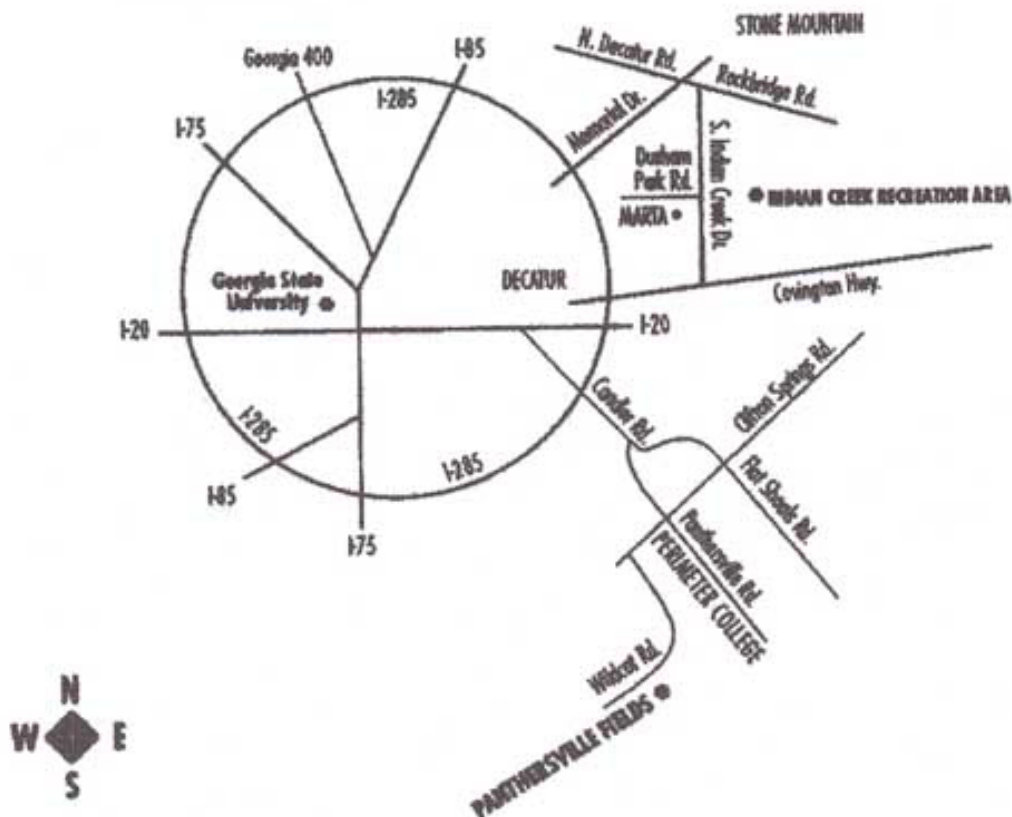 STONE MOUNTAIN
Georgia 400
I-85
N. Decatur Rd.
Rockbridge Rd.
I-285
Memorial Dr.
I-75
S. Indian Creek Dr.
Durham
Park Rd.
MARTA
INDIAN CREEK RECREATION AREA
Georgia State
University
DECATUR
Covington Hwy.
I-20
I-20
Candler Rd.
Clifton Springs Rd.
I-285
I-285
Flat Shoals Rd.
I-85
I-75
Panthersville Rd.
PERIMETER COLLEGE
Wildcat Rd.
PANTHERSVILLE FIELDS
N
W E
S